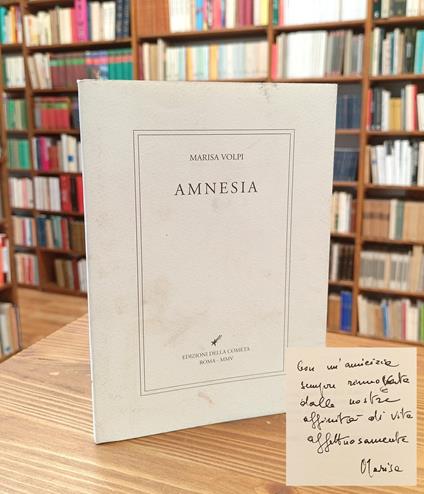 MARISA VOLPI
AMNESIA
EDIZIONI DELLA COMETA
ROMA - MMV
Con un'amicizia
sempre rinnovata
dalle nostre
affinità di vita
affettuosamente
Marisa